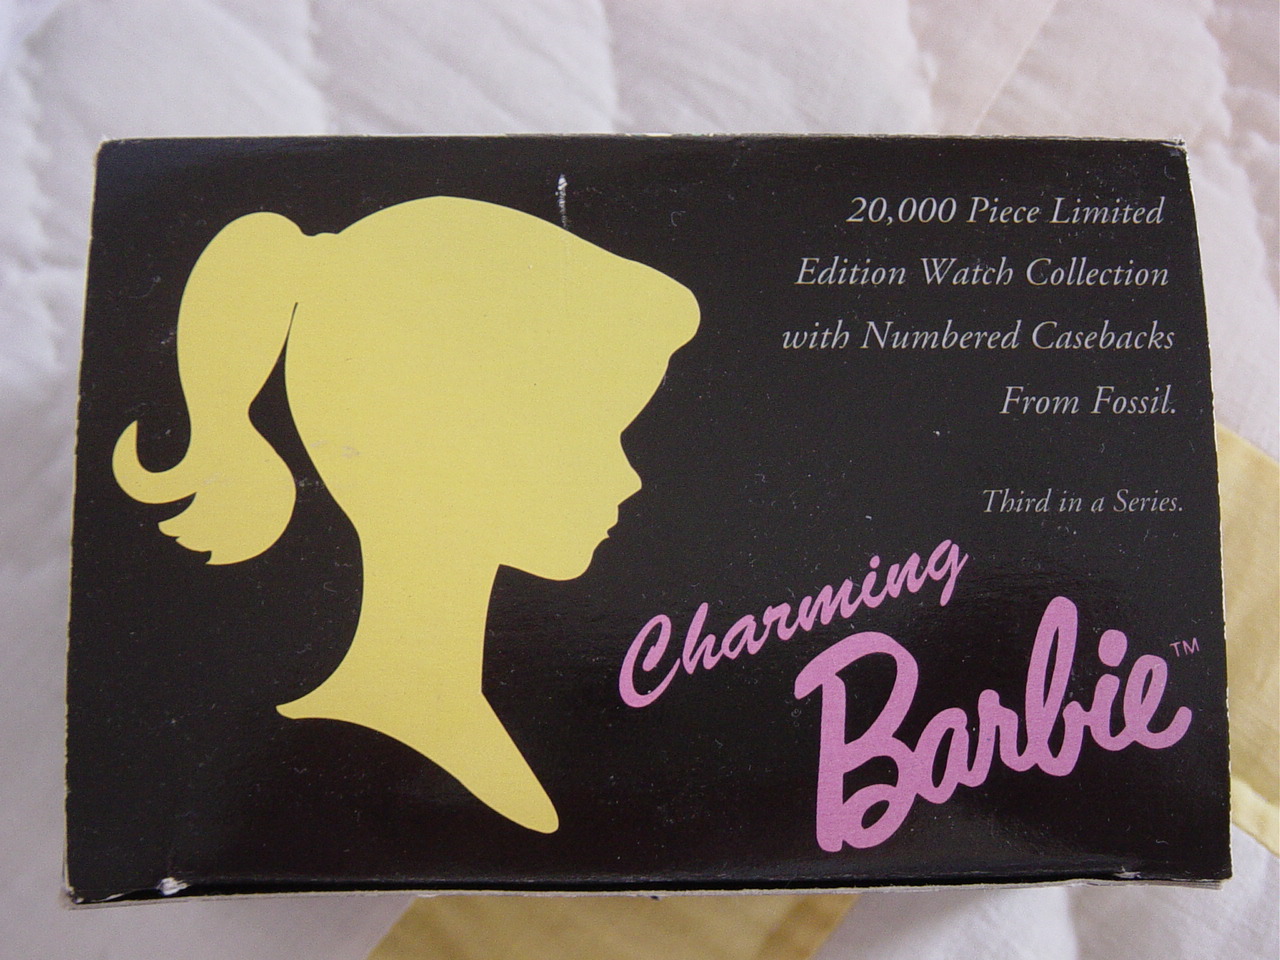 20,000 Piece Limited
Edition Watch Collection
with Numbered Casebacks
From Fossil.
Third in a Series.
Charming
Barbie™